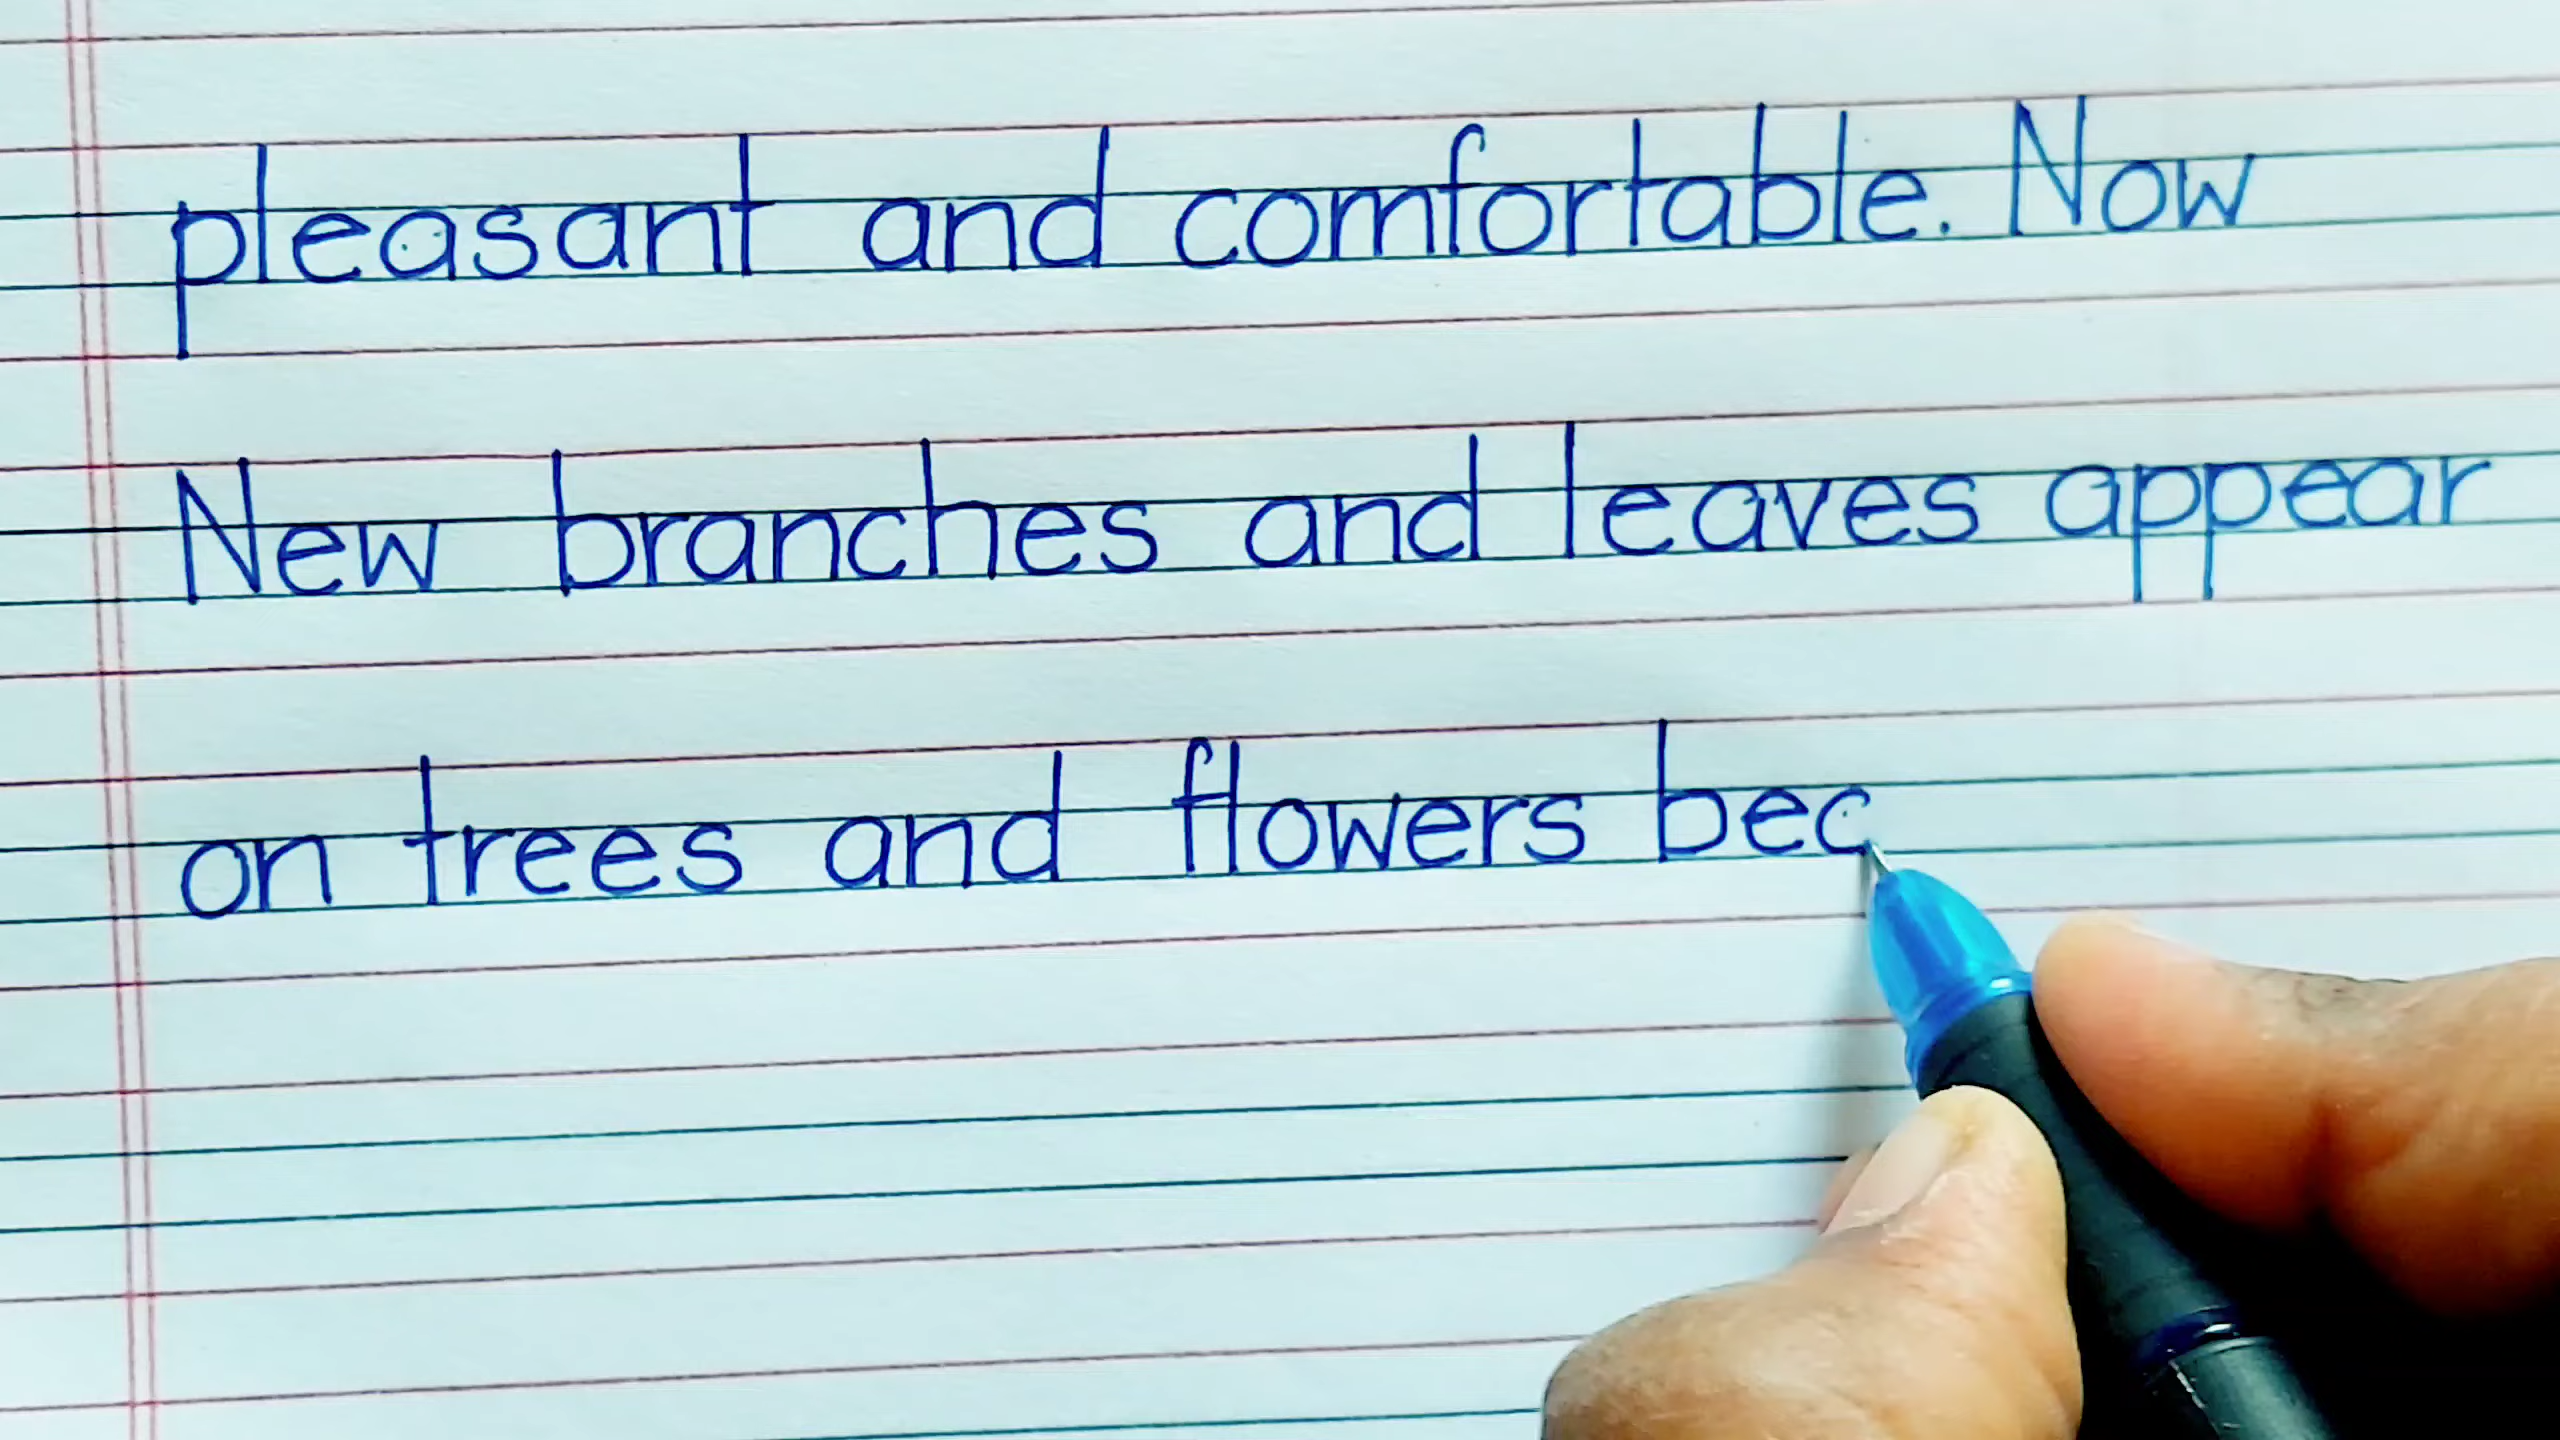 pleasant and comfortable. Now
New branches and leaves appear
on trees and flowers bec